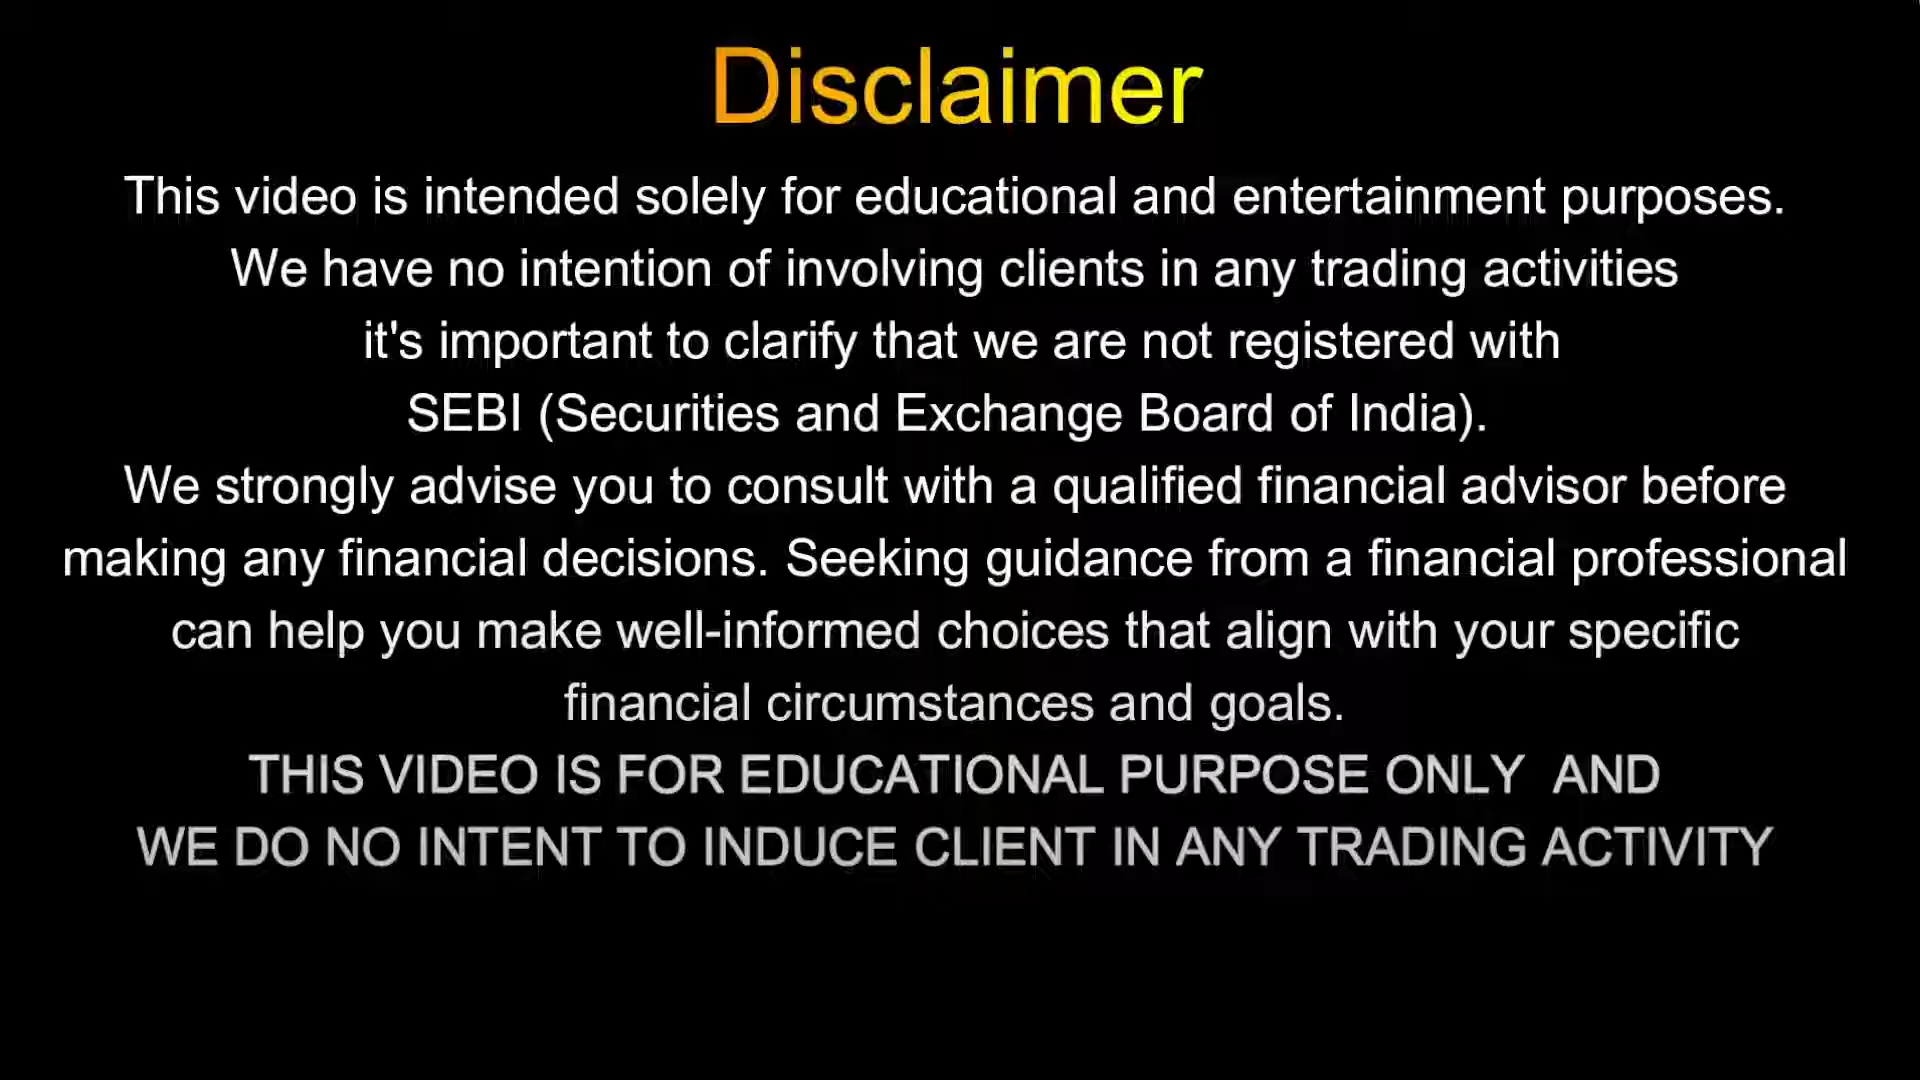 Disclaimer
This video is intended solely for educational and entertainment purposes.
We have no intention of involving clients in any trading activities
it's important to clarify that we are not registered with
SEBI (Securities and Exchange Board of India).
We strongly advise you to consult with a qualified financial advisor before
making any financial decisions. Seeking guidance from a financial professional
can help you make well-informed choices that align with your specific
financial circumstances and goals.
THIS VIDEO IS FOR EDUCATIONAL PURPOSE ONLY  AND
WE DO NO INTENT TO INDUCE CLIENT IN ANY TRADING ACTIVITY